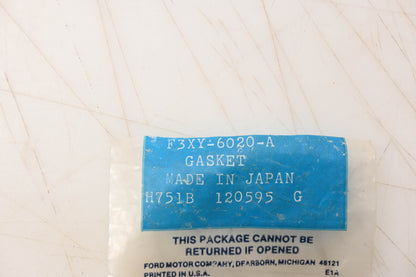 F3XY-6020-A
GASKET
MADE IN JAPAN
H751B 120595 G
THIS PACKAGE CANNOT BE
RETURNED IF OPENED
FORD MOTOR COMPANY, DEARBORN, MICHIGAN 48121
PRINTED IN U.S.A. E1A